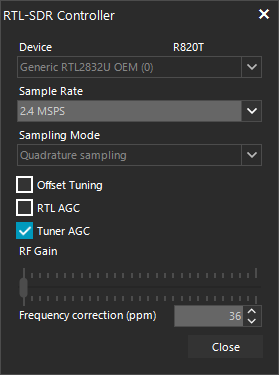 RTL-SDR Controller
Device R820T
Generic RTL2832U OEM (0)
Sample Rate
2.4 MSPS
Sampling Mode
Quadrature sampling
Offset Tuning
RTL AGC
Tuner AGC
RF Gain
Frequency correction (ppm) 36
Close